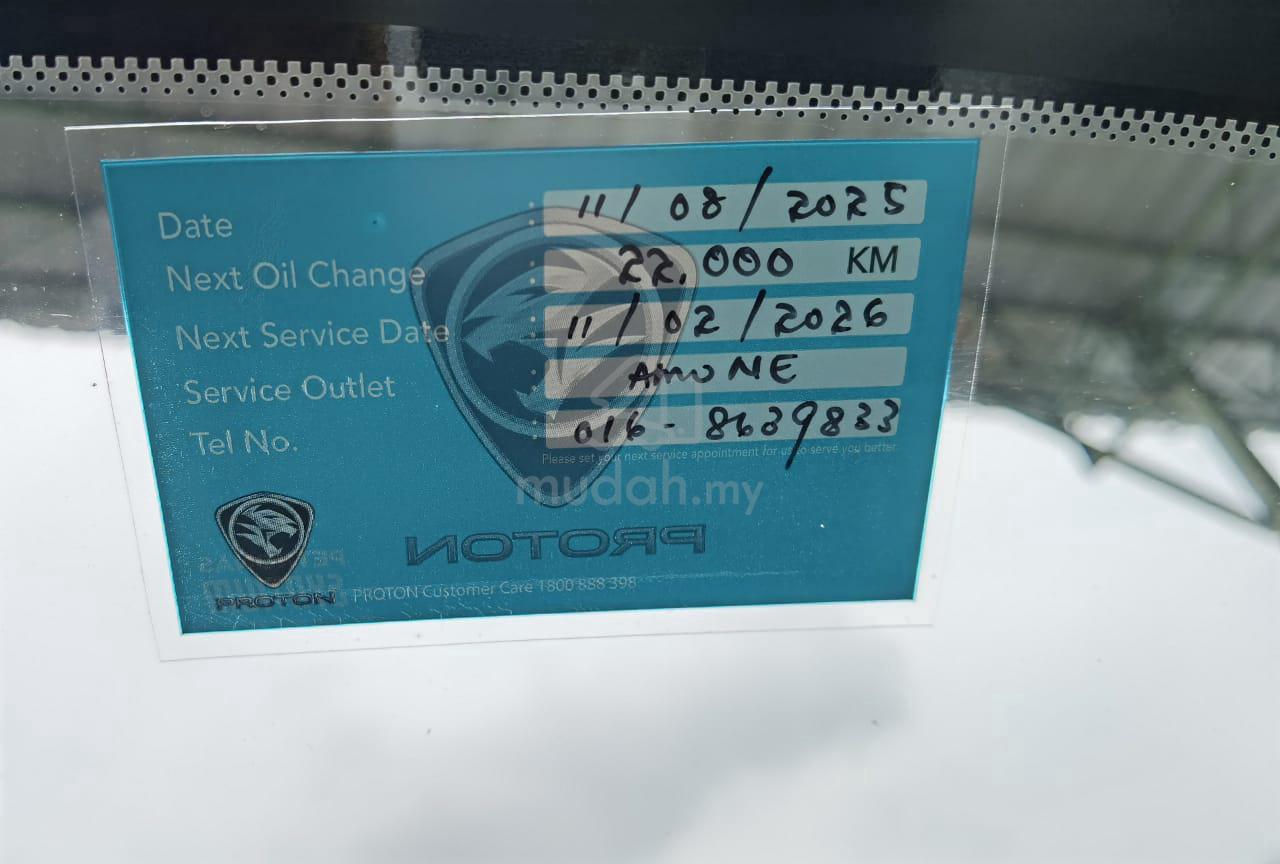 Date : 11/08/2025
Next Oil Change : 22.000 KM
Next Service Date : 11/02/2026
Service Outlet :
Tel No. : 016-8639833
Please set your next service appointment for us to serve you better
mudah.my
PROTON
PROTON
PROTON Customer Care 1800 888 398